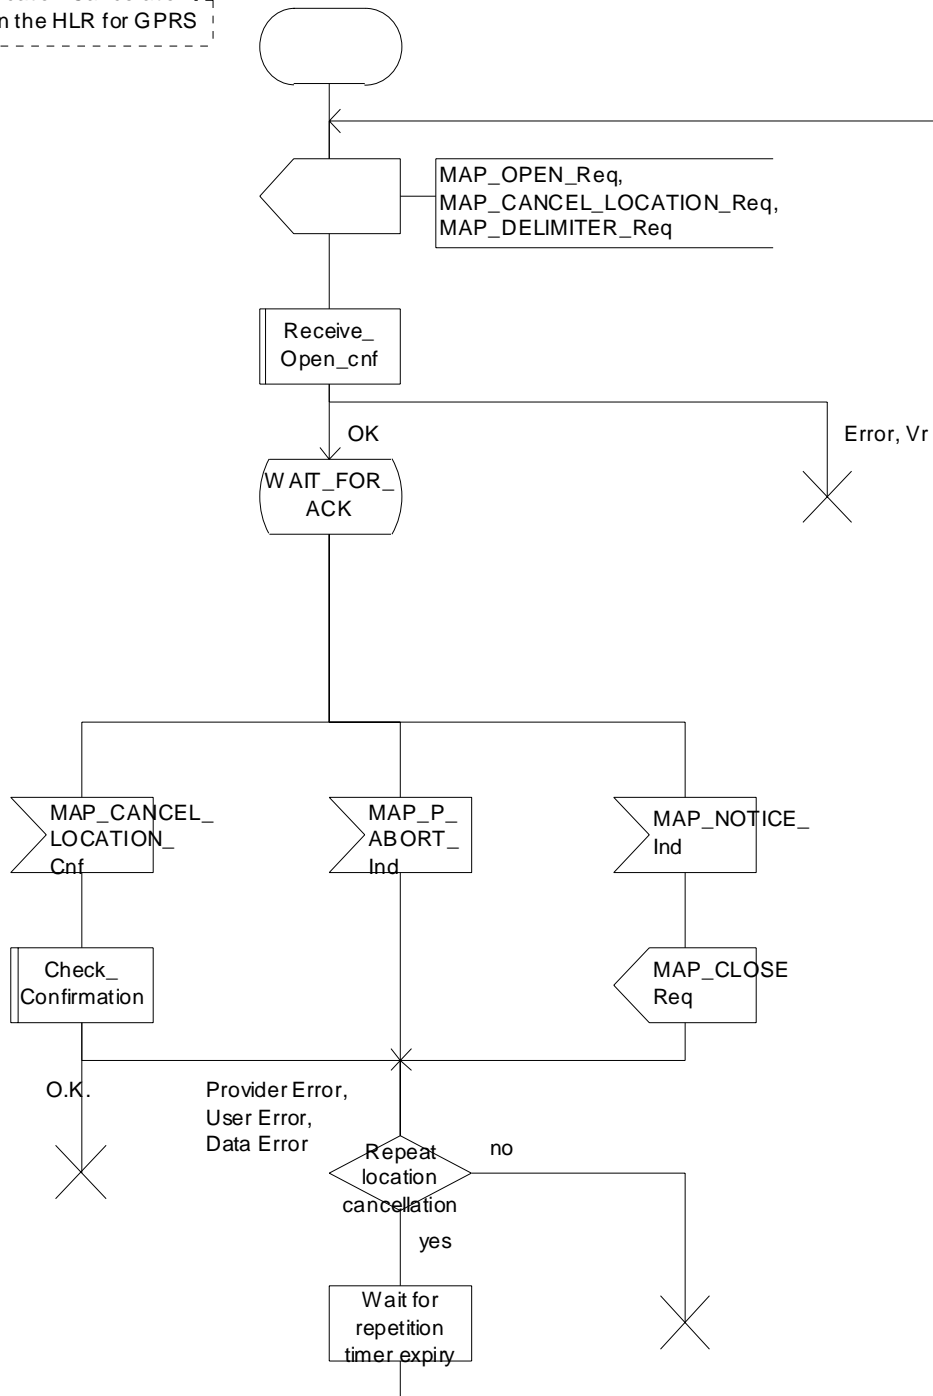 in the HLR for GPRS
MAP_OPEN_Req,
MAP_CANCEL_LOCATION_Req,
MAP_DELIMITER_Req
Receive_
Open_cnf
OK
Error, Vr
WAIT_FOR_
ACK
MAP_CANCEL_
LOCATION_
Cnf
MAP_P_
ABORT_
Ind
MAP_NOTICE_
Ind
Check_
Confirmation
MAP_CLOSE
Req
O.K.
Provider Error,
User Error,
Data Error
Repeat
location
cancellation
no
yes
Wait for
repetition
timer expiry